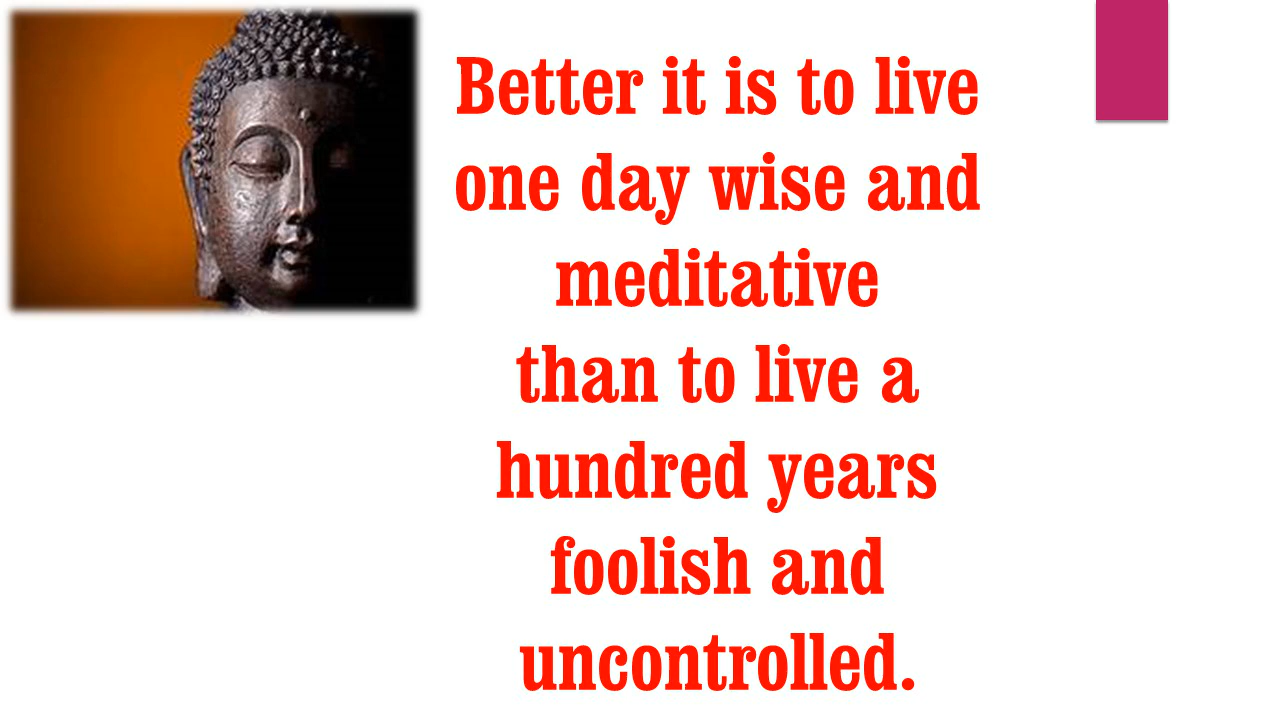 Better it is to live
one day wise and
meditative
than to live a
hundred years
foolish and
uncontrolled.